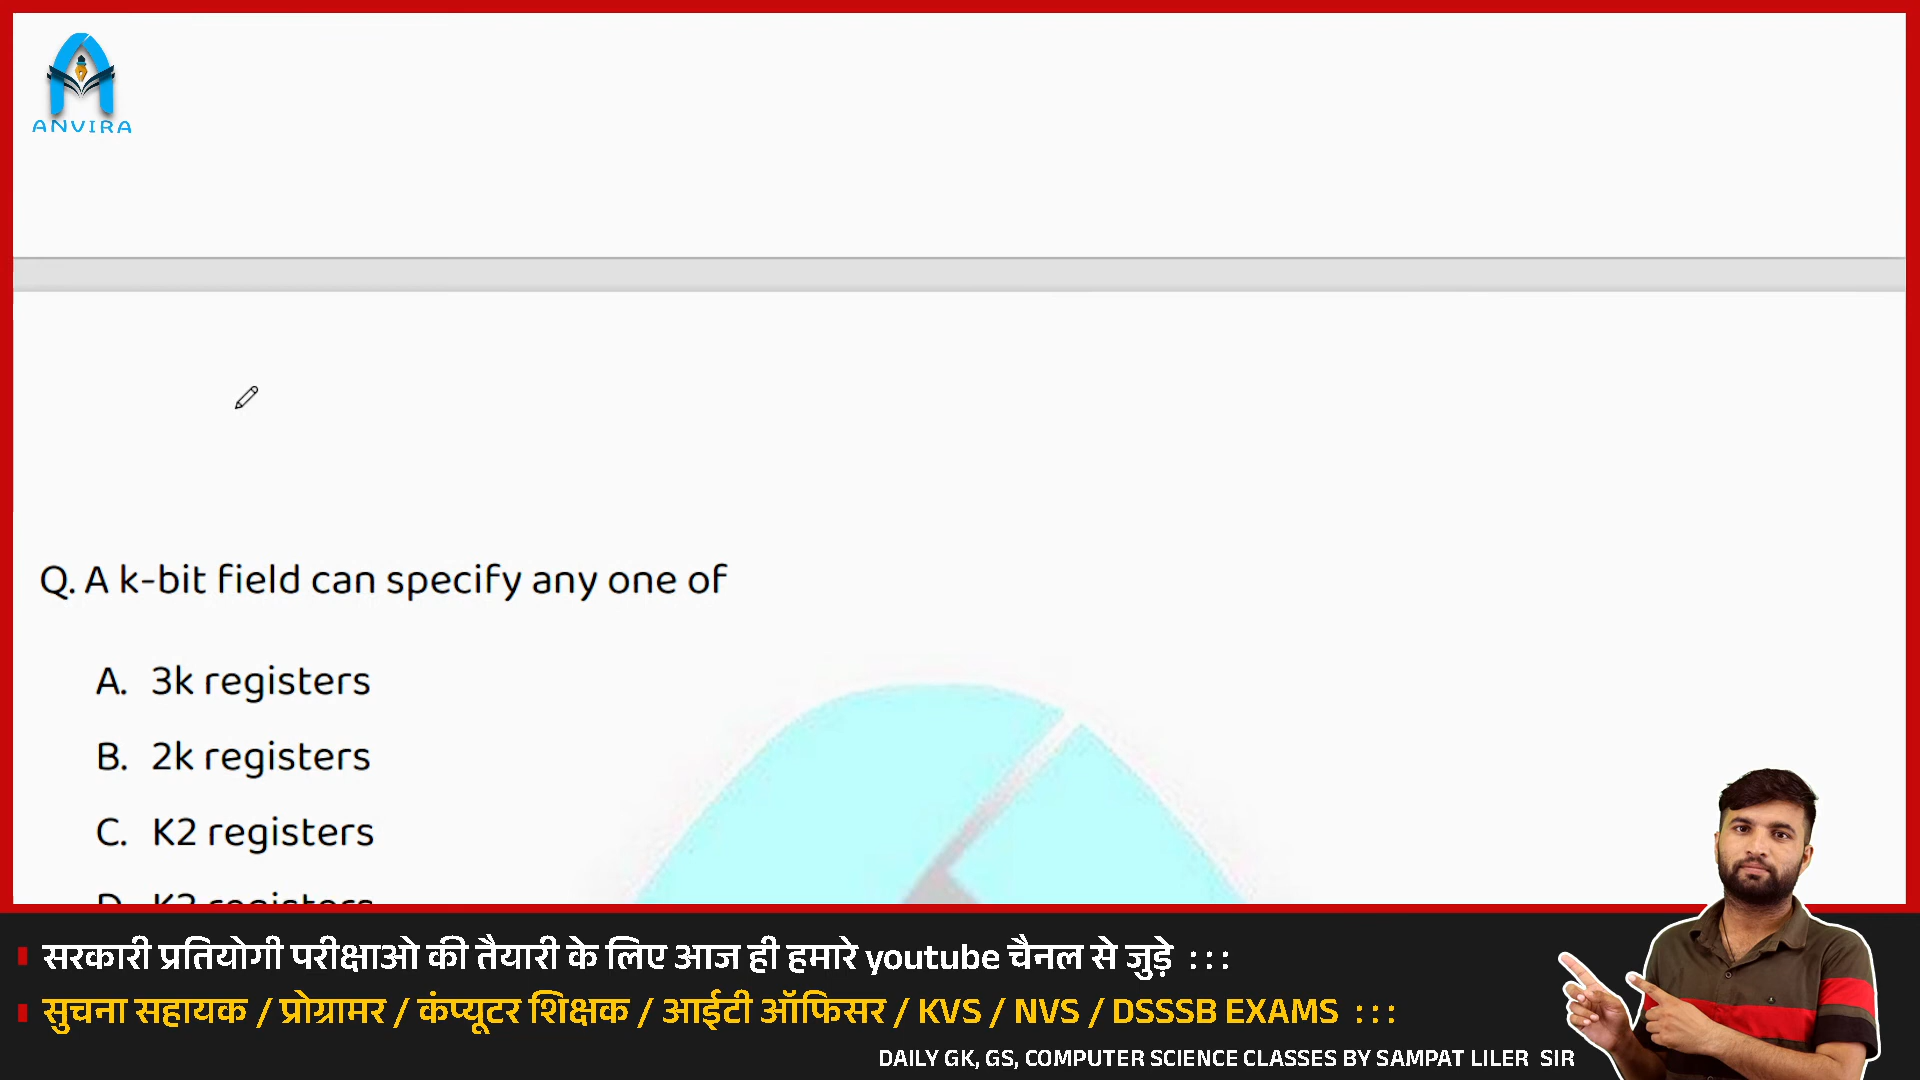 ANVIRA
Q. A k-bit field can specify any one of
A. 3k registers
B. 2k registers
C. K2 registers
सरकारी प्रतियोगी परीक्षाओ की तैयारी के लिए आज ही हमारे youtube चैनल से जुड़े :::
सुचना सहायक / प्रोग्रामर / कंप्यूटर शिक्षक / आईटी ऑफिसर / KVS / NVS / DSSSB EXAMS :::
DAILY GK, GS, COMPUTER SCIENCE CLASSES BY SAMPAT LILER SIR